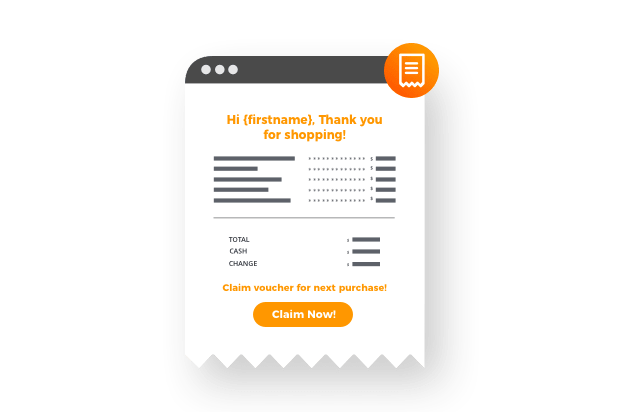 Hi {firstname}, Thank you
for shopping!
$
$
$
$
$
TOTAL $
CASH $
CHANGE $
Claim voucher for next purchase!
Claim Now!